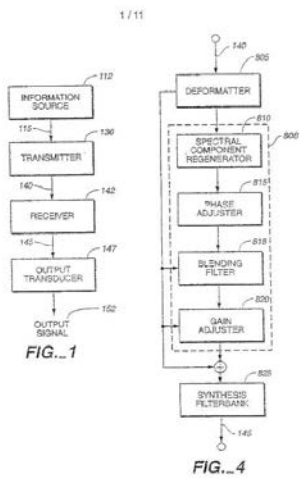 1 / 11
112
INFORMATION
SOURCE
115
136
TRANSMITTER
140
142
RECEIVER
145
147
OUTPUT
TRANSDUCER
152
OUTPUT
SIGNAL
FIG._1
140
805
DEFORMATTER
810
800
SPECTRAL
COMPONENT
REGENERATOR
815
PHASE
ADJUSTER
818
BLENDING
FILTER
820
GAIN
ADJUSTER
825
SYNTHESIS
FILTERBANK
145
FIG._4